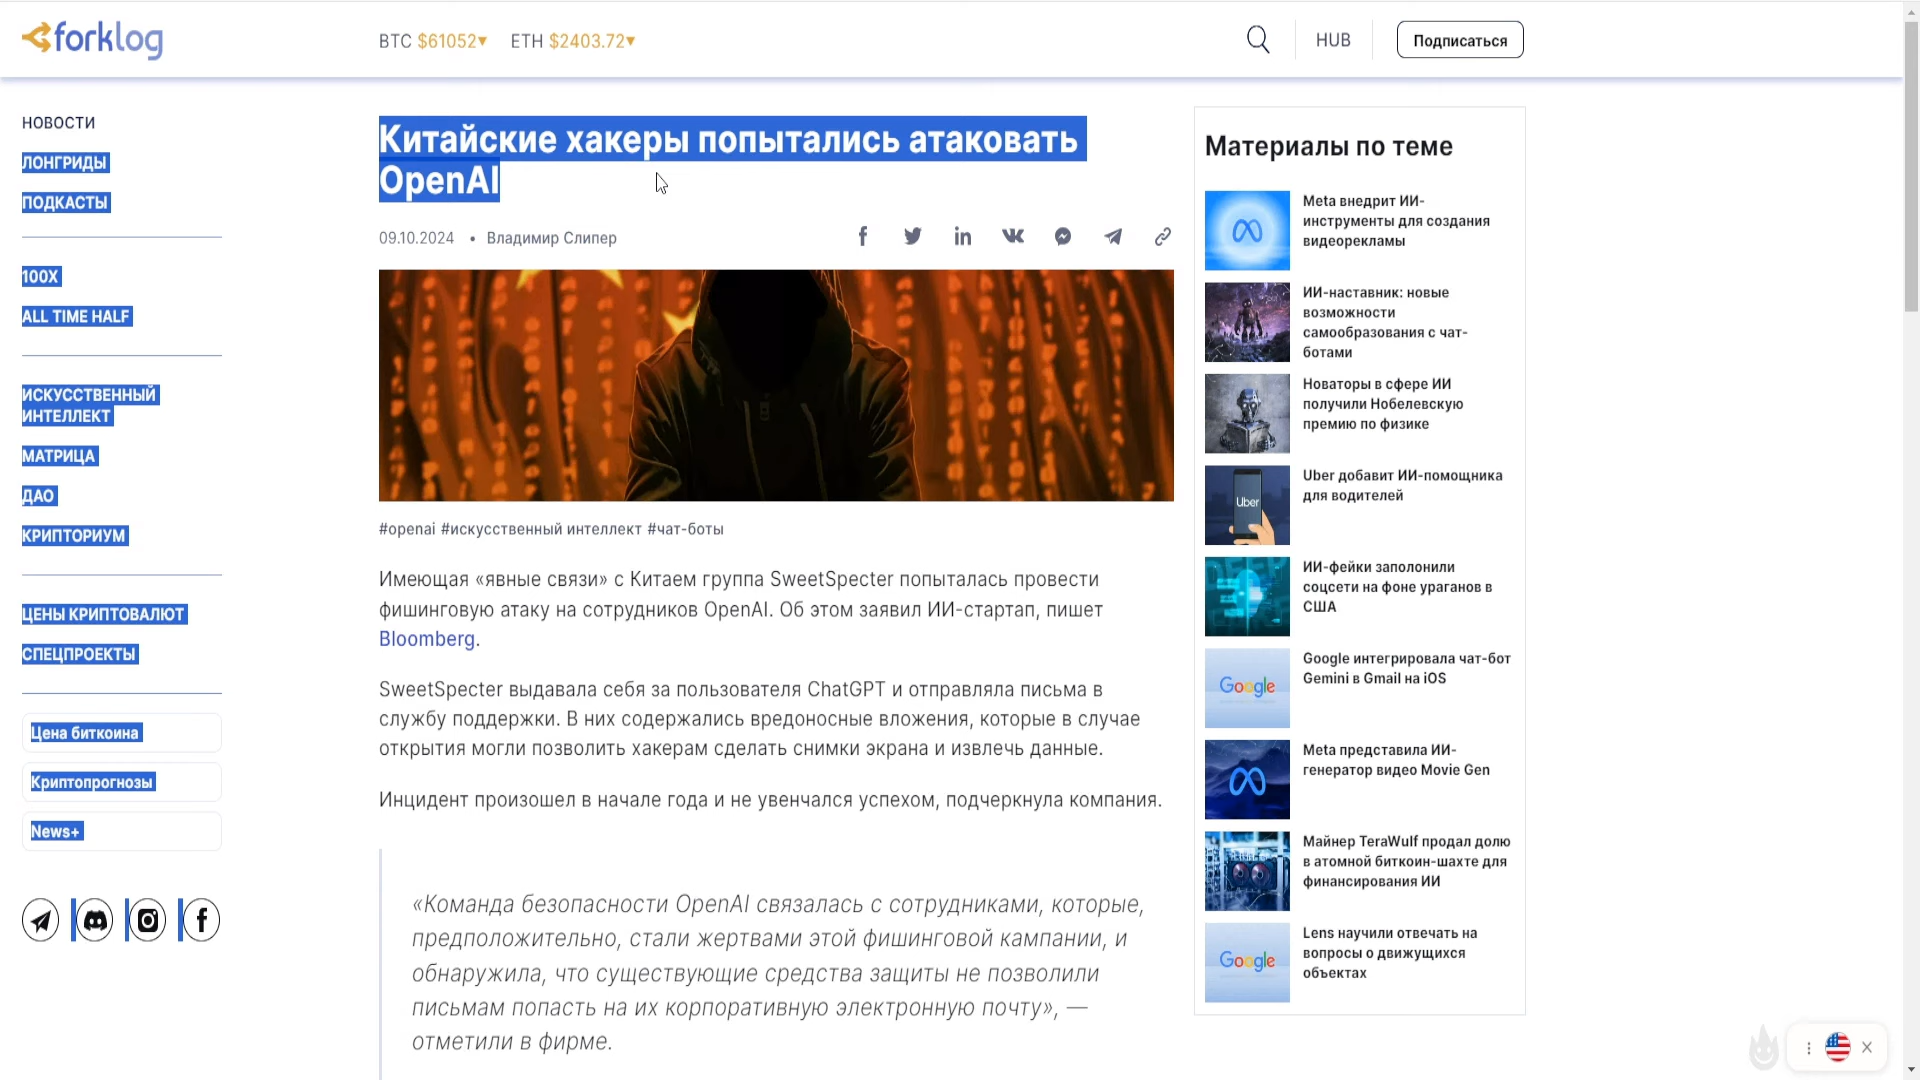 forklog
BTC $61052▼ ETH $2403.72▼
HUB
Подписаться
НОВОСТИ
ЛОНГРИДЫ
ПОДКАСТЫ
100X
ALL TIME HALF
ИСКУССТВЕННЫЙ
ИНТЕЛЛЕКТ
МАТРИЦА
ДАО
КРИПТОРИУМ
ЦЕНЫ КРИПТОВАЛЮТ
СПЕЦПРОЕКТЫ
Цена биткоина
Криптопрогнозы
News+
Китайские хакеры попытались атаковать
OpenAI
09.10.2024 • Владимир Слипер
#openai #искусственный интеллект #чат-боты
Имеющая «явные связи» с Китаем группа SweetSpecter попыталась провести
фишинговую атаку на сотрудников OpenAI. Об этом заявил ИИ-стартап, пишет
Bloomberg.
SweetSpecter выдавала себя за пользователя ChatGPT и отправляла письма в
службу поддержки. В них содержались вредоносные вложения, которые в случае
открытия могли позволить хакерам сделать снимки экрана и извлечь данные.
Инцидент произошел в начале года и не увенчался успехом, подчеркнула компания.
«Команда безопасности OpenAI связалась с сотрудниками, которые,
предположительно, стали жертвами этой фишинговой кампании, и
обнаружила, что существующие средства защиты не позволили
письмам попасть на их корпоративную электронную почту», —
отметили в фирме.
Материалы по теме
Meta внедрит ИИ-
инструменты для создания
видеорекламы
ИИ-наставник: новые
возможности
самообразования с чат-
ботами
Новаторы в сфере ИИ
получили Нобелевскую
премию по физике
Uber
Uber добавит ИИ-помощника
для водителей
ИИ-фейки заполонили
соцсети на фоне ураганов в
США
Google
Google интегрировала чат-бот
Gemini в Gmail на iOS
Meta представила ИИ-
генератор видео Movie Gen
Майнер TeraWulf продал долю
в атомной биткоин-шахте для
финансирования ИИ
Google
Lens научили отвечать на
вопросы о движущихся
объектах